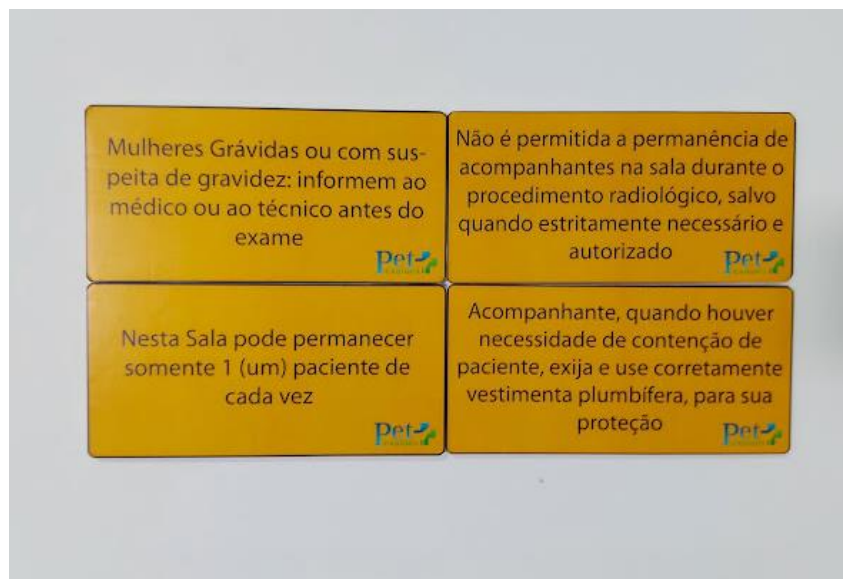 Mulheres Grávidas ou com sus-
peita de gravidez: informem ao
médico ou ao técnico antes do
exame
Pet
Não é permitida a permanência de
acompanhantes na sala durante o
procedimento radiológico, salvo
quando estritamente necessário e
autorizado
Pet
Nesta Sala pode permanecer
somente 1 (um) paciente de
cada vez
Pet
Acompanhante, quando houver
necessidade de contenção de
paciente, exija e use corretamente
vestimenta plumbífera, para sua
proteção
Pet